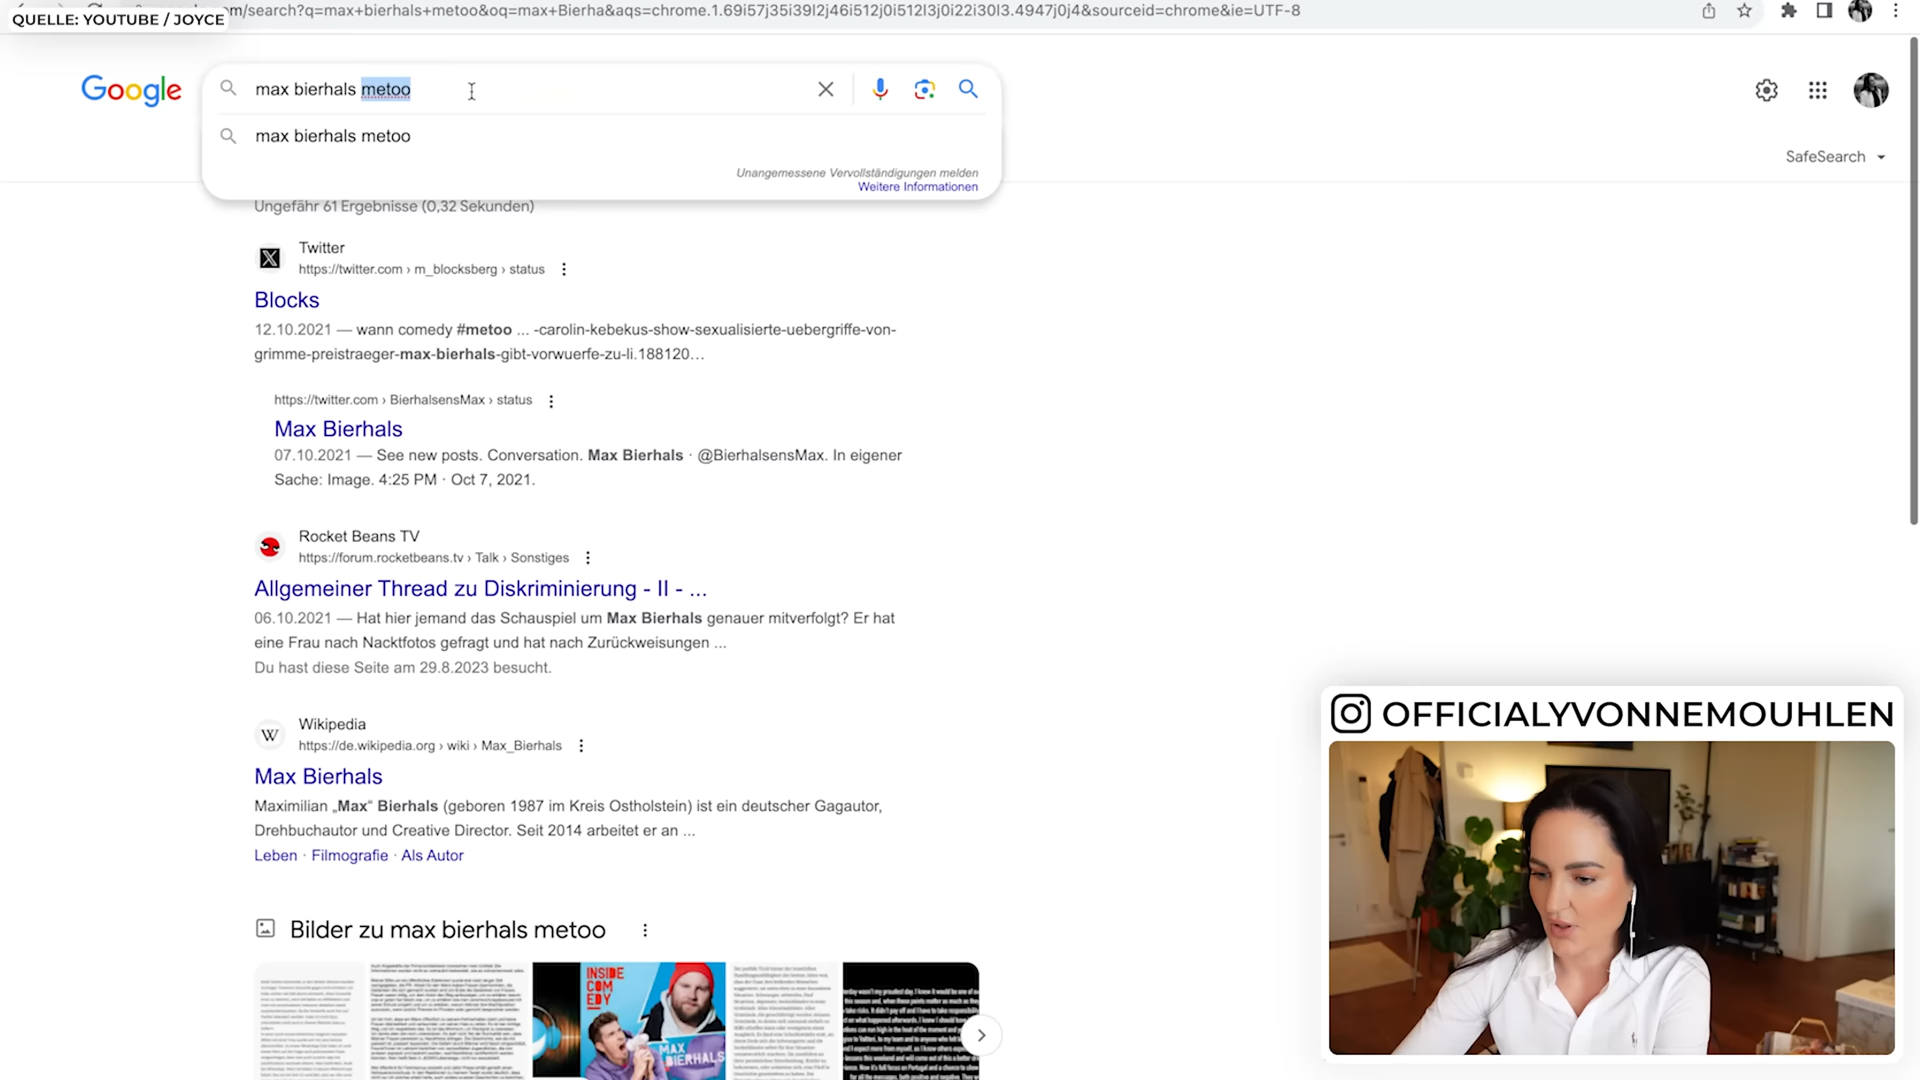 QUELLE: YOUTUBE / JOYCE
/search?q=max+bierhals+metoo&oq=max+Bierha&aqs=chrome.1.69i57j35i39l2j46i512j0i512l3j0i22i30l3.4947j0j4&sourceid=chrome&ie=UTF-8
Google
max bierhals metoo
max bierhals metoo
Unangemessene Vervollständigungen melden
Weitere Informationen
SafeSearch
Ungefähr 61 Ergebnisse (0,32 Sekunden)
Twitter
https://twitter.com › m_blocksberg › status
Blocks
12.10.2021 — wann comedy #metoo ... -carolin-kebekus-show-sexualisierte-uebergriffe-von-
grimme-preistraeger-max-bierhals-gibt-vorwuerfe-zu-li.188120…
https://twitter.com › BierhalsensMax › status
Max Bierhals
07.10.2021 — See new posts. Conversation. Max Bierhals · @BierhalsensMax. In eigener
Sache: Image. 4:25 PM · Oct 7, 2021.
Rocket Beans TV
https://forum.rocketbeans.tv › Talk › Sonstiges
Allgemeiner Thread zu Diskriminierung - II - ...
06.10.2021 — Hat hier jemand das Schauspiel um Max Bierhals genauer mitverfolgt? Er hat
eine Frau nach Nacktfotos gefragt und hat nach Zurückweisungen ...
Du hast diese Seite am 29.8.2023 besucht.
Wikipedia
https://de.wikipedia.org › wiki › Max_Bierhals
Max Bierhals
Maximilian „Max“ Bierhals (geboren 1987 im Kreis Ostholstein) ist ein deutscher Gagautor,
Drehbuchautor und Creative Director. Seit 2014 arbeitet er an ...
Leben · Filmografie · Als Autor
Bilder zu max bierhals metoo
INSIDE
COM
EDY
MAX
BIERHALS
OFFICIALYVONNEMOUHLEN